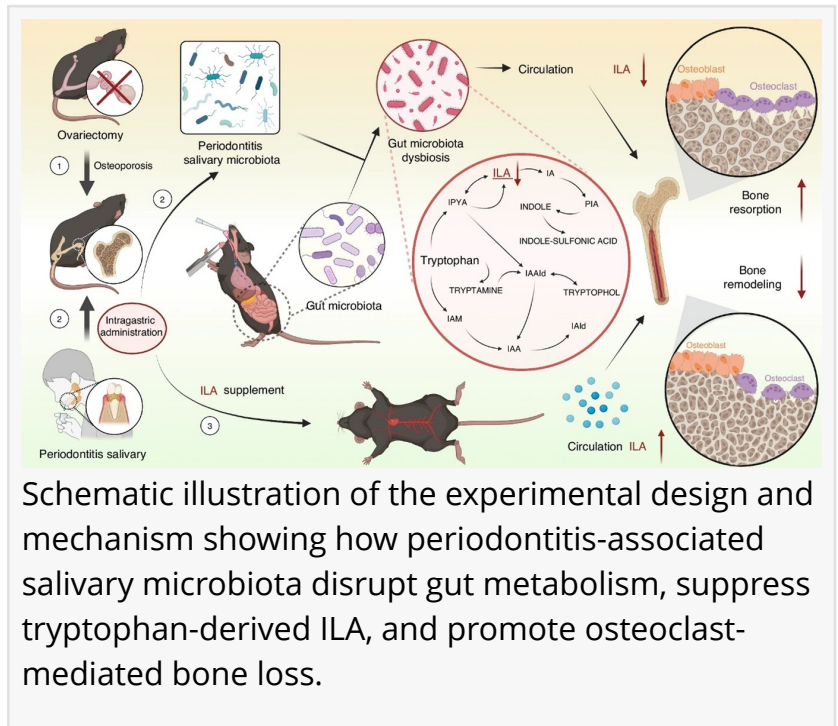 Ovariectomy
1
Osteoporosis
2
Intragastric
administration
Periodontitis salivary
Periodontitis
salivary microbiota
2
Gut microbiota
ILA supplement
3
Gut microbiota
dysbiosis
Circulation
ILA
ILA
IA
IPYA
INDOLE
PIA
INDOLE-SULFONIC ACID
Tryptophan
IAAld
TRYPTAMINE
TRYPTOPHOL
IAM
IAld
IAA
Circulation ILA
Osteoblast
Osteoclast
Bone
resorption
Bone
remodeling
Osteoblast
Osteoclast
Schematic illustration of the experimental design and
mechanism showing how periodontitis-associated
salivary microbiota disrupt gut metabolism, suppress
tryptophan-derived ILA, and promote osteoclast-
mediated bone loss.